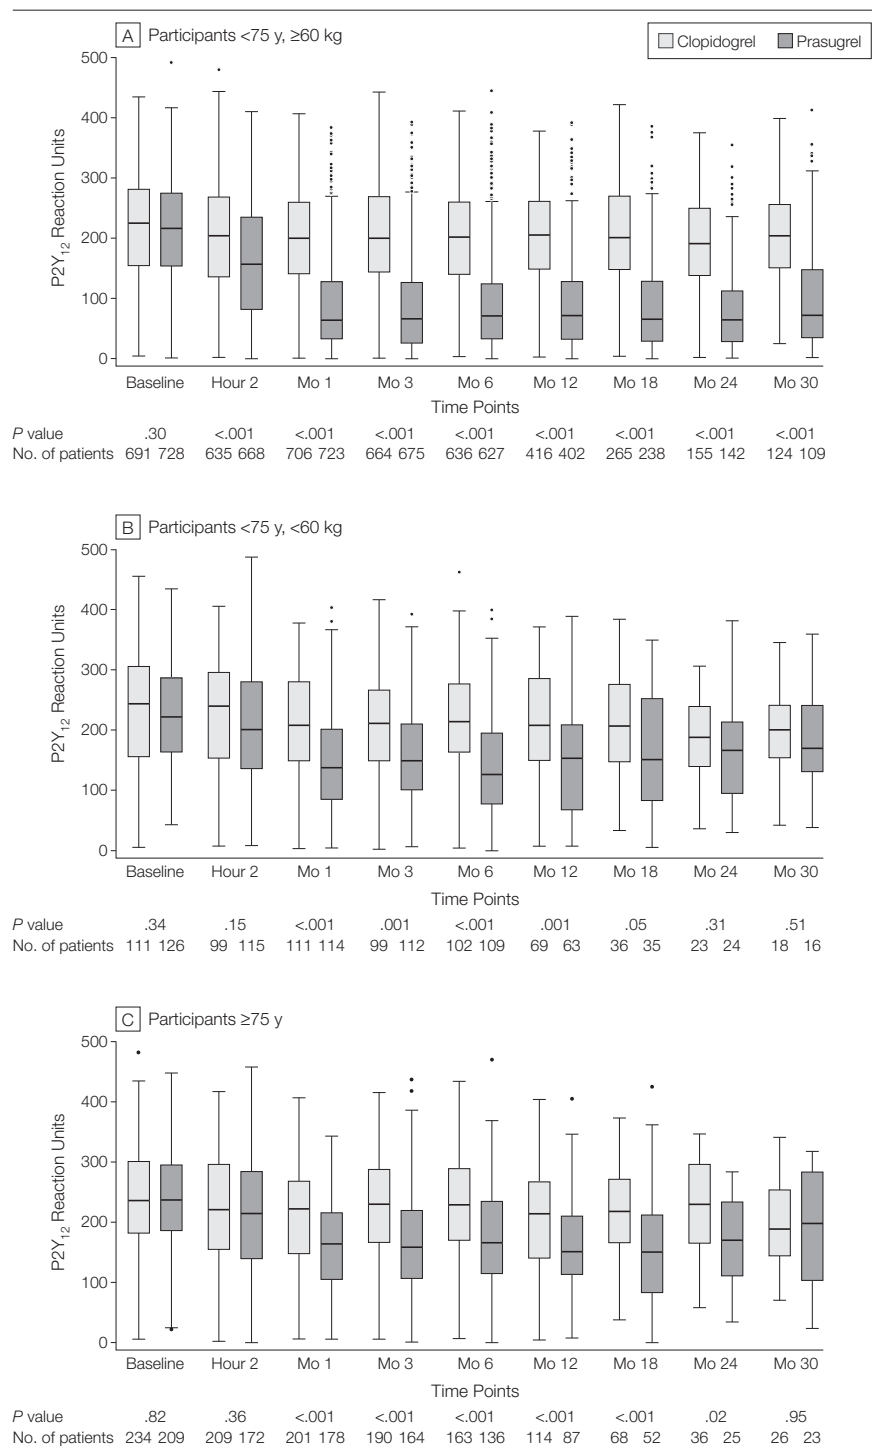 A Participants <75 y, ≥60 kg
Clopidogrel Prasugrel
500
400
300
200
100
0
P2Y12 Reaction Units
Baseline Hour 2 Mo 1 Mo 3 Mo 6 Mo 12 Mo 18 Mo 24 Mo 30
Time Points
P value .30 <.001 <.001 <.001 <.001 <.001 <.001 <.001 <.001
No. of patients 691 728 635 668 706 723 664 675 636 627 416 402 265 238 155 142 124 109
B Participants <75 y, <60 kg
500
400
300
200
100
0
P2Y12 Reaction Units
Baseline Hour 2 Mo 1 Mo 3 Mo 6 Mo 12 Mo 18 Mo 24 Mo 30
Time Points
P value .34 .15 <.001 .001 <.001 .001 .05 .31 .51
No. of patients 111 126 99 115 111 114 99 112 102 109 69 63 36 35 23 24 18 16
C Participants ≥75 y
500
400
300
200
100
0
P2Y12 Reaction Units
Baseline Hour 2 Mo 1 Mo 3 Mo 6 Mo 12 Mo 18 Mo 24 Mo 30
Time Points
P value .82 .36 <.001 <.001 <.001 <.001 <.001 .02 .95
No. of patients 234 209 209 172 201 178 190 164 163 136 114 87 68 52 36 25 26 23